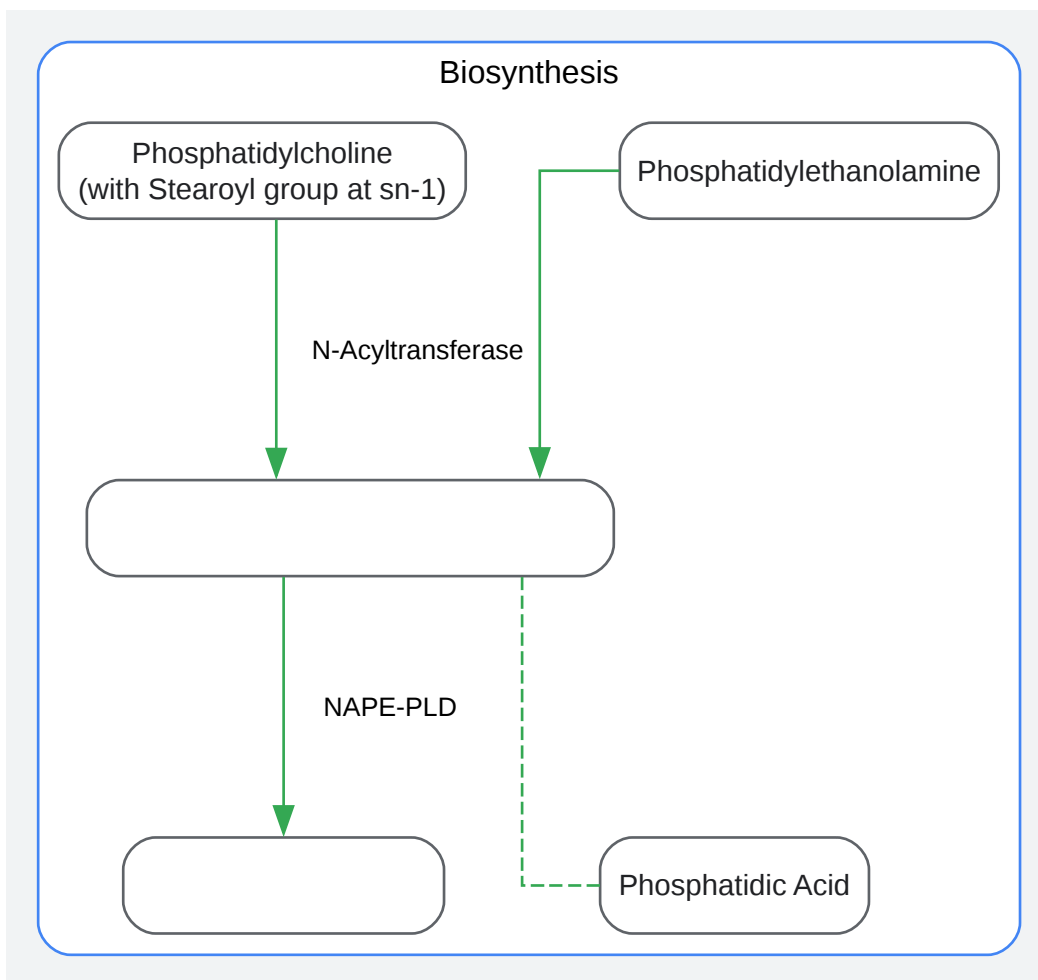 Biosynthesis
Phosphatidylcholine
(with Stearoyl group at sn-1)
Phosphatidylethanolamine
N-Acyltransferase
NAPE-PLD
Phosphatidic Acid